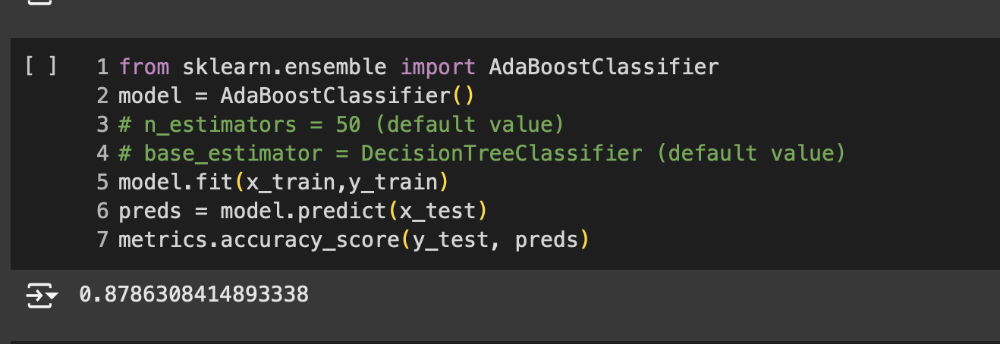 [ ]
1 from sklearn.ensemble import AdaBoostClassifier
2 model = AdaBoostClassifier()
3 # n_estimators = 50 (default value)
4 # base_estimator = DecisionTreeClassifier (default value)
5 model.fit(x_train,y_train)
6 preds = model.predict(x_test)
7 metrics.accuracy_score(y_test, preds)
0.8786308414893338